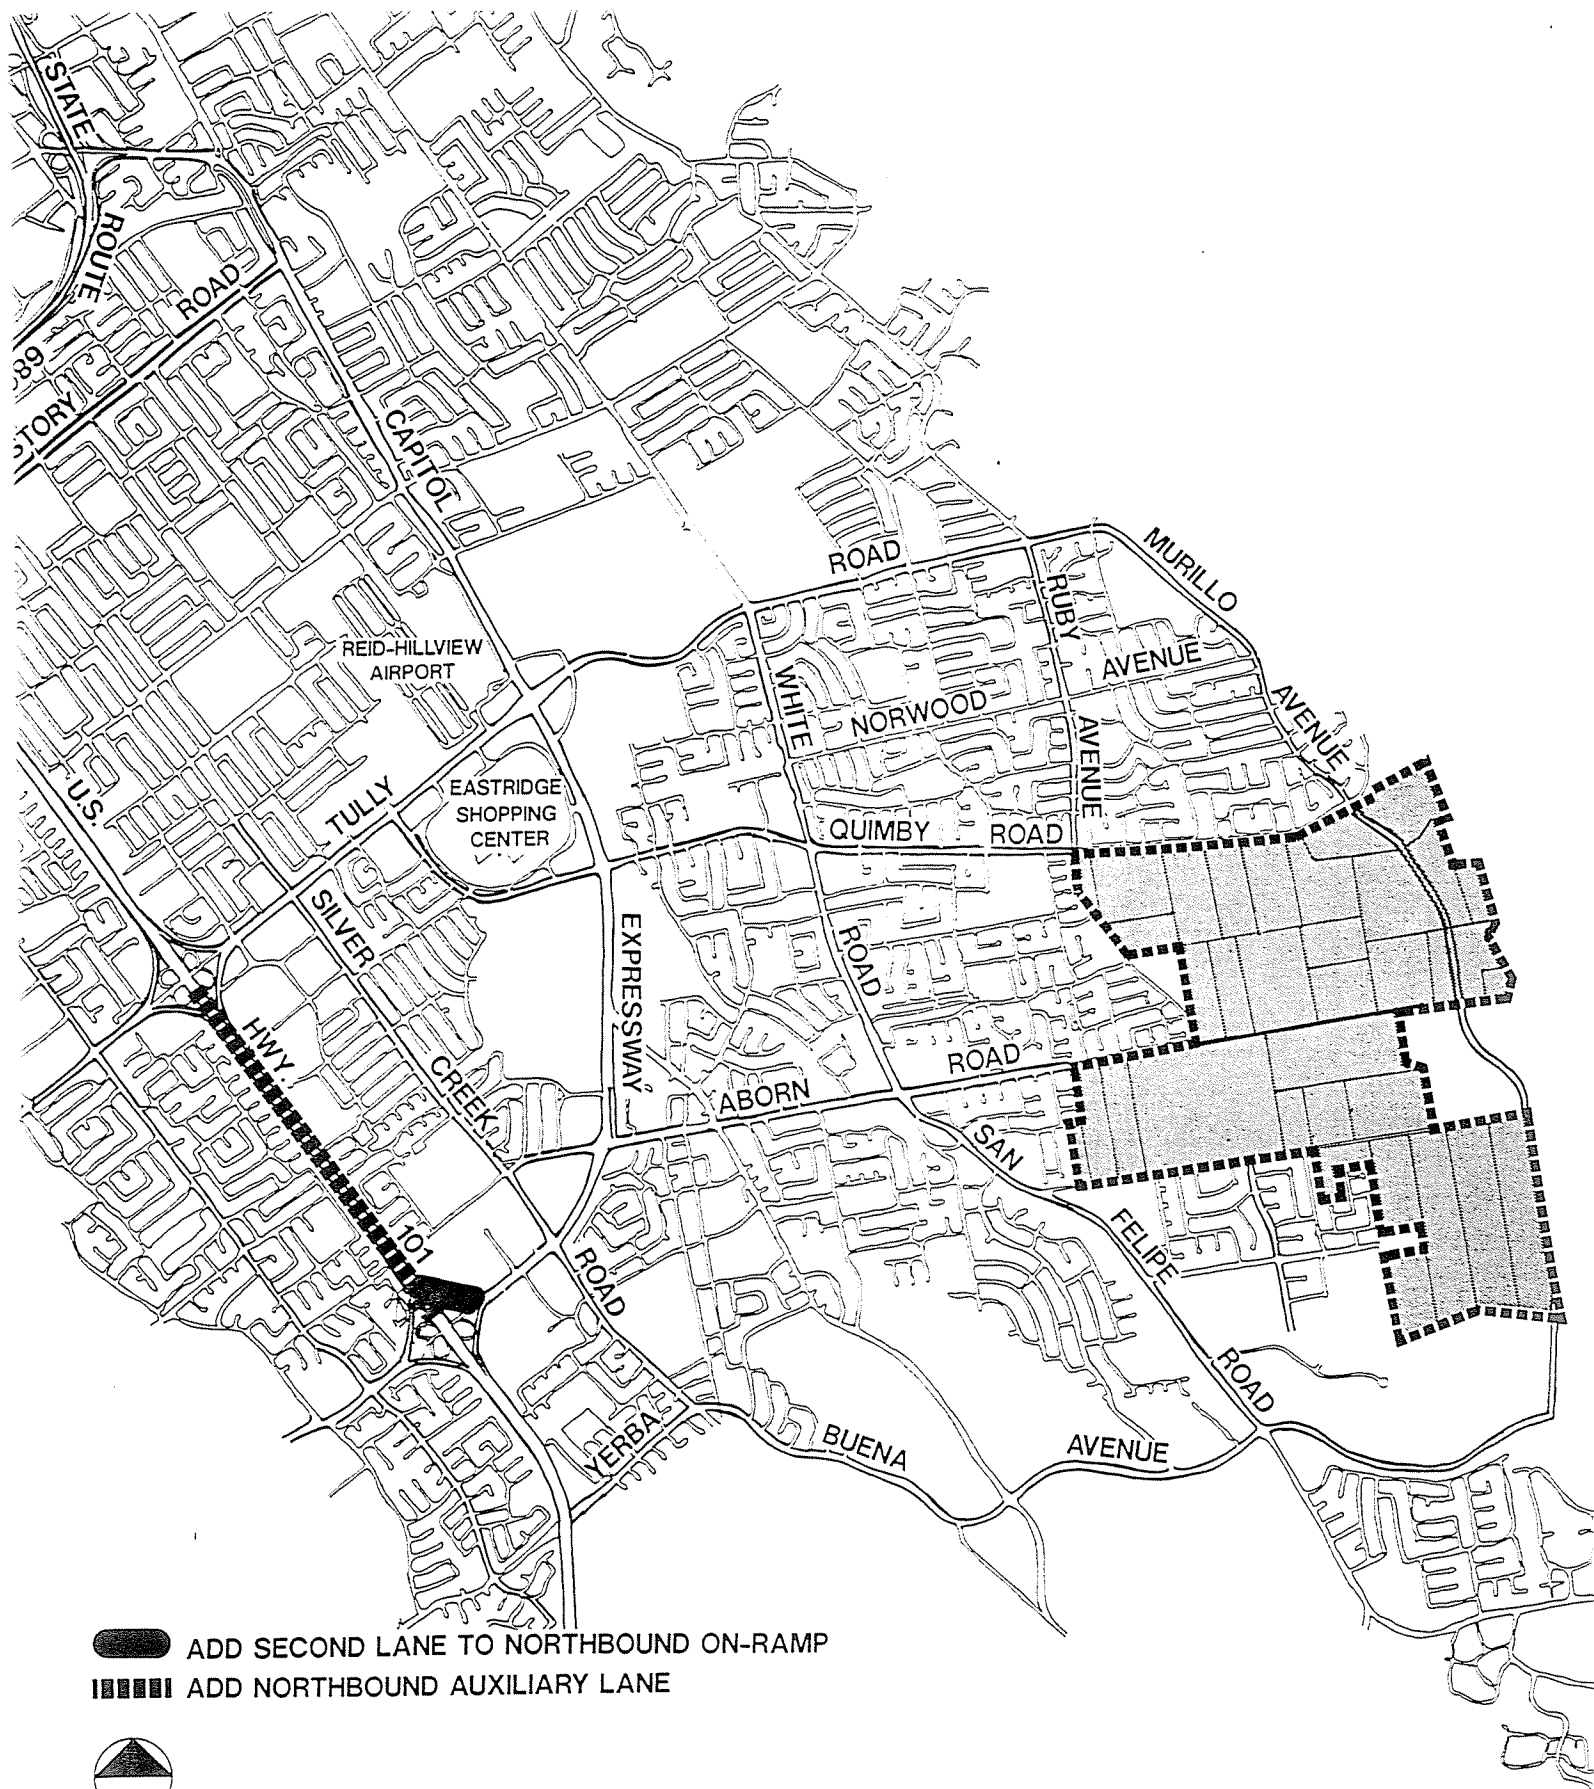 STATE
ROUTE
ROAD
STORY
CAPITOL
ROAD
MURILLO
RUBY
REID-HILLVIEW
AIRPORT
AVENUE
WHITE
NORWOOD
AVENUE
AVENUE
U.S.
TULLY
EASTRIDGE
SHOPPING
CENTER
QUIMBY ROAD
SILVER
EXPRESSWAY
ROAD
HWY.
CREEK
ROAD
ABORN
SAN
101
FELIPE
ROAD
ROAD
YERBA
BUENA
AVENUE
ADD SECOND LANE TO NORTHBOUND ON-RAMP
ADD NORTHBOUND AUXILIARY LANE